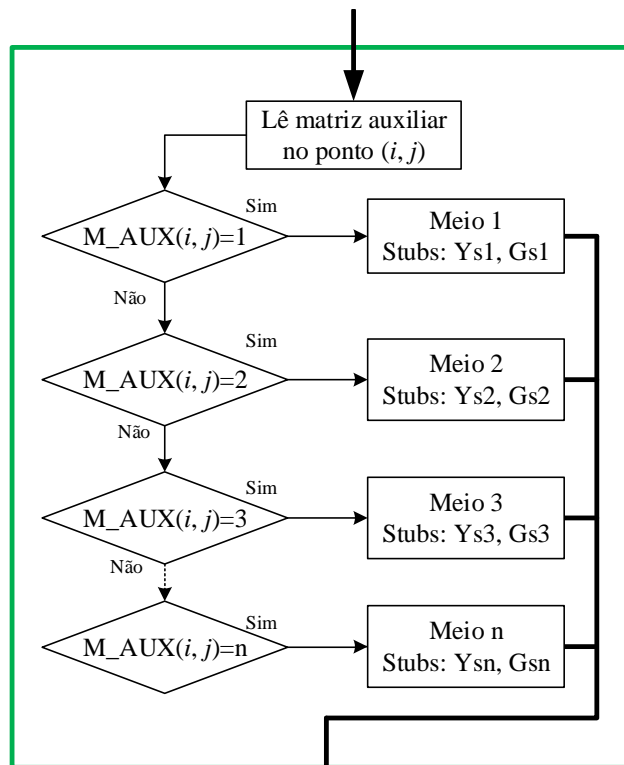 Lê matriz auxiliar
no ponto (i, j)
Sim
M_AUX(i, j)=1
Meio 1
Stubs: Ys1, Gs1
Não
Sim
M_AUX(i, j)=2
Meio 2
Stubs: Ys2, Gs2
Não
Sim
M_AUX(i, j)=3
Meio 3
Stubs: Ys3, Gs3
Não
Sim
M_AUX(i, j)=n
Meio n
Stubs: Ysn, Gsn